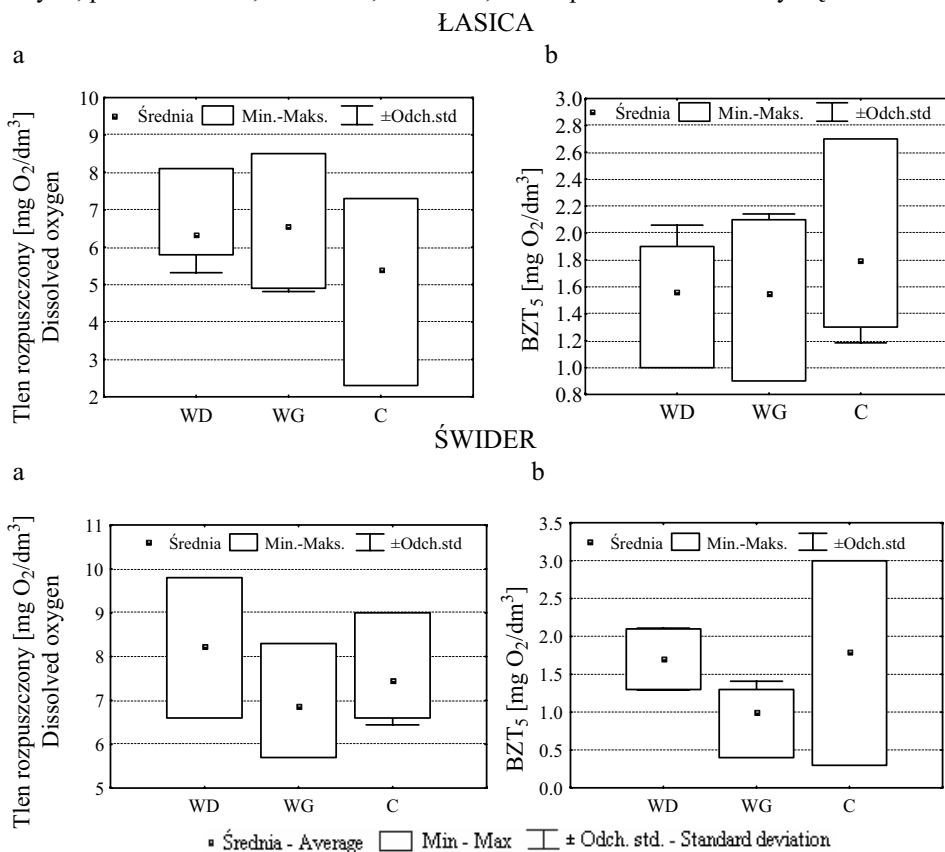 ŁASICA
a
b
Tlen rozpuszczony [mg O₂/dm³]
Dissolved oxygen
10
9
8
7
6
5
4
3
2
Średnia Min.-Maks. ±Odch.std
WD WG C
BZT₅ [mg O₂/dm³]
3.0
2.8
2.6
2.4
2.2
2.0
1.8
1.6
1.4
1.2
1.0
0.8
Średnia Min.-Maks. ±Odch.std
WD WG C
ŚWIDER
a
b
Tlen rozpuszczony [mg O₂/dm³]
Dissolved oxygen
11
10
9
8
7
6
5
Średnia Min.-Maks. ±Odch.std
WD WG C
BZT₅ [mg O₂/dm³]
3.5
3.0
2.5
2.0
1.5
1.0
0.5
0.0
Średnia Min.-Maks. ±Odch.std
WD WG C
Średnia - Average Min - Max ± Odch. std. - Standard deviation